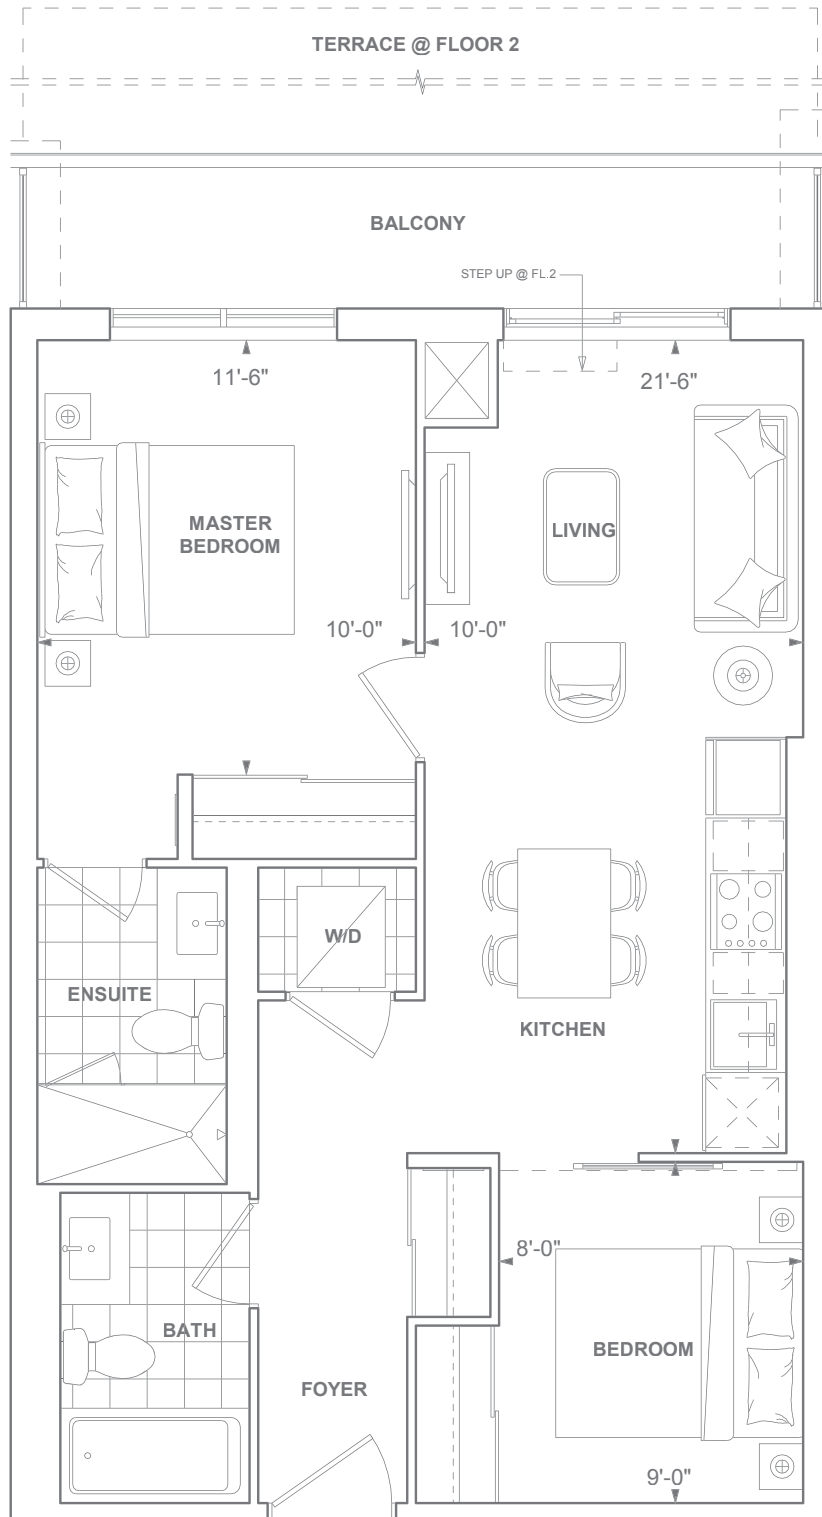 TERRACE @ FLOOR 2
BALCONY
STEP UP @ FL.2
11'-6"
21'-6"
MASTER
BEDROOM
LIVING
10'-0"
10'-0"
W/D
ENSUITE
KITCHEN
8'-0"
BATH
BEDROOM
FOYER
9'-0"